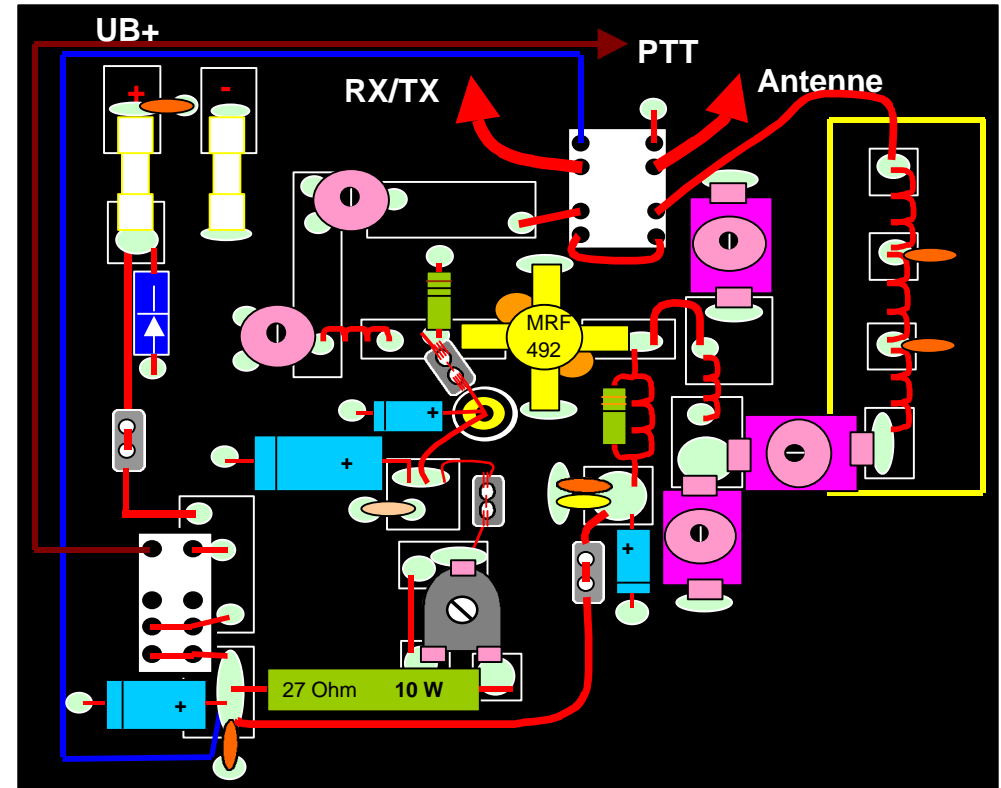 UB+
PTT
RX/TX
Antenne
+
-
MRF
492
+
+
+
27 Ohm 10 W
+